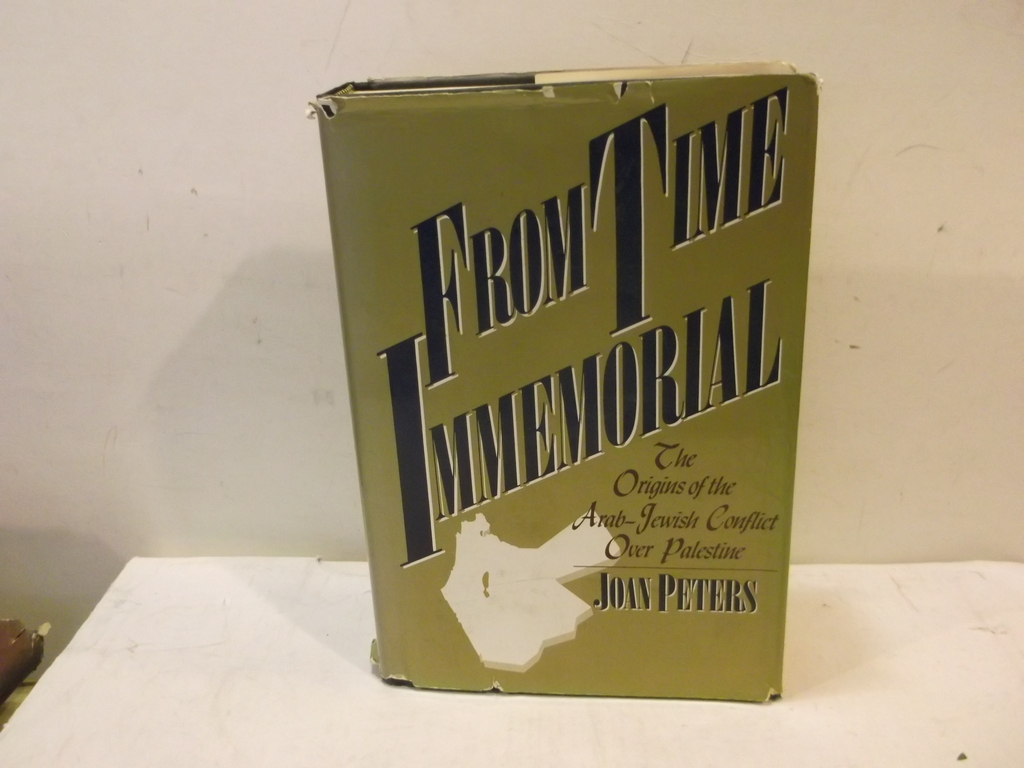 FROM TIME
IMMEMORIAL
The
Origins of the
Arab-Jewish Conflict
Over Palestine
JOAN PETERS